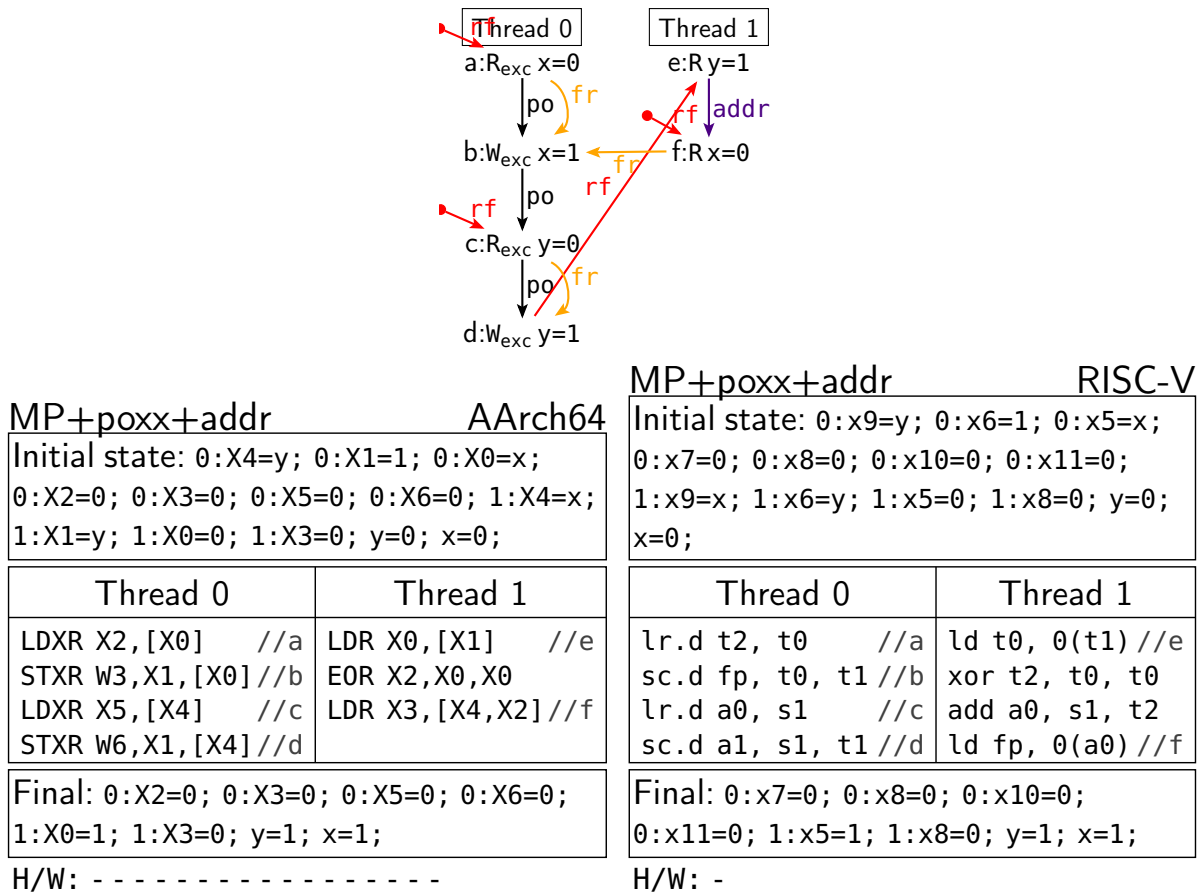 Thread 0 Thread 1
rf
a:Rexc x=0 e:R y=1
po fr rf addr
b:Wexc x=1 fr f:R x=0
rf
po
rf
c:Rexc y=0
po fr
d:Wexc y=1
MP+poxx+addr AArch64
Initial state: 0:X4=y; 0:X1=1; 0:X0=x;
0:X2=0; 0:X3=0; 0:X5=0; 0:X6=0; 1:X4=x;
1:X1=y; 1:X0=0; 1:X3=0; y=0; x=0;
Thread 0 Thread 1
LDXR X2,[X0] //a LDR X0,[X1] //e
STXR W3,X1,[X0]//b EOR X2,X0,X0
LDXR X5,[X4] //c LDR X3,[X4,X2]//f
STXR W6,X1,[X4]//d
Final: 0:X2=0; 0:X3=0; 0:X5=0; 0:X6=0;
1:X0=1; 1:X3=0; y=1; x=1;
H/W: - - - - - - - - - - - - - - - - -
MP+poxx+addr RISC-V
Initial state: 0:x9=y; 0:x6=1; 0:x5=x;
0:x7=0; 0:x8=0; 0:x10=0; 0:x11=0;
1:x9=x; 1:x6=y; 1:x5=0; 1:x8=0; y=0;
x=0;
Thread 0 Thread 1
lr.d t2, t0 //a ld t0, 0(t1) //e
sc.d fp, t0, t1 //b xor t2, t0, t0
lr.d a0, s1 //c add a0, s1, t2
sc.d a1, s1, t1 //d ld fp, 0(a0) //f
Final: 0:x7=0; 0:x8=0; 0:x10=0;
0:x11=0; 1:x5=1; 1:x8=0; y=1; x=1;
H/W: -